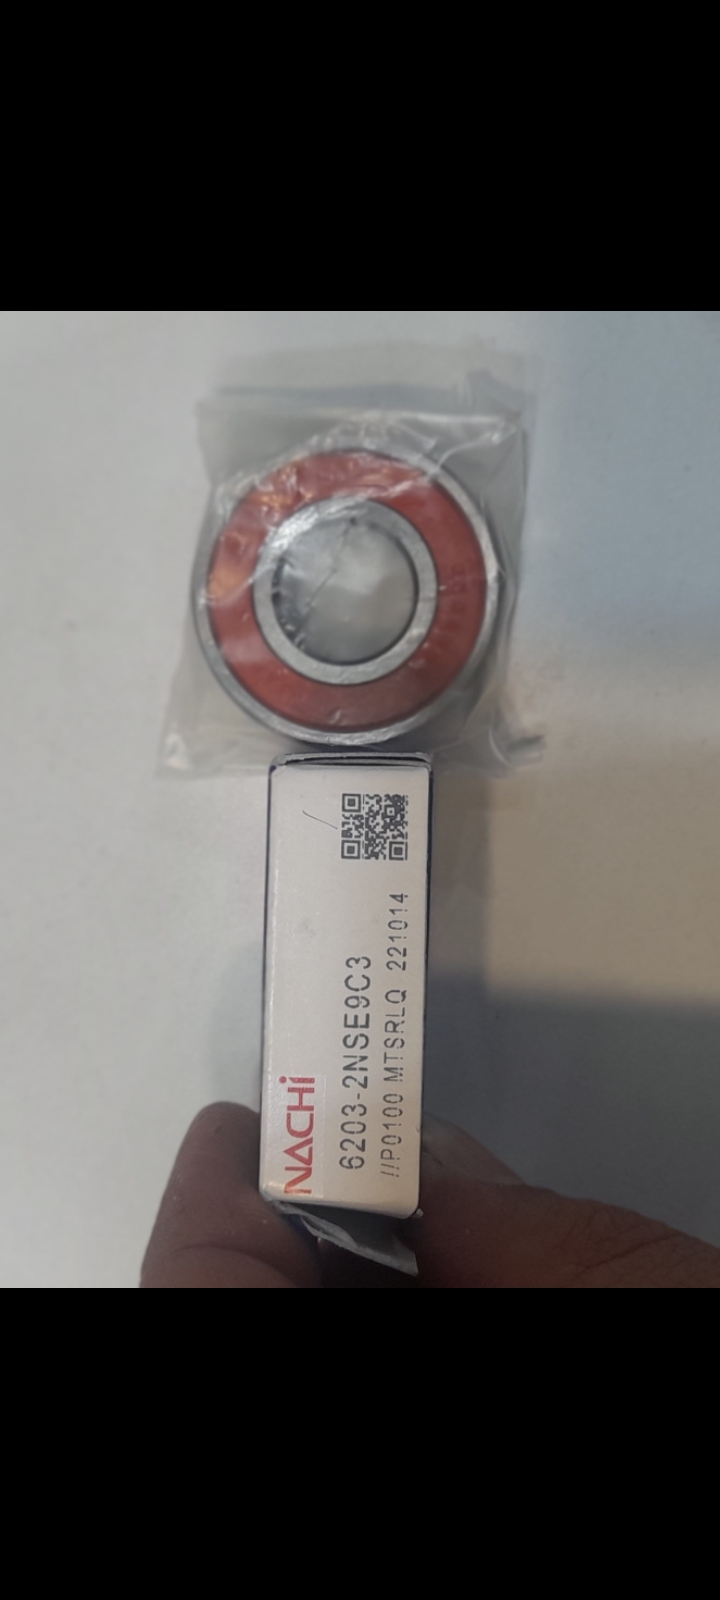 NACHi
6203-2NSE9C3
//P0100 MTSRLQ 221014